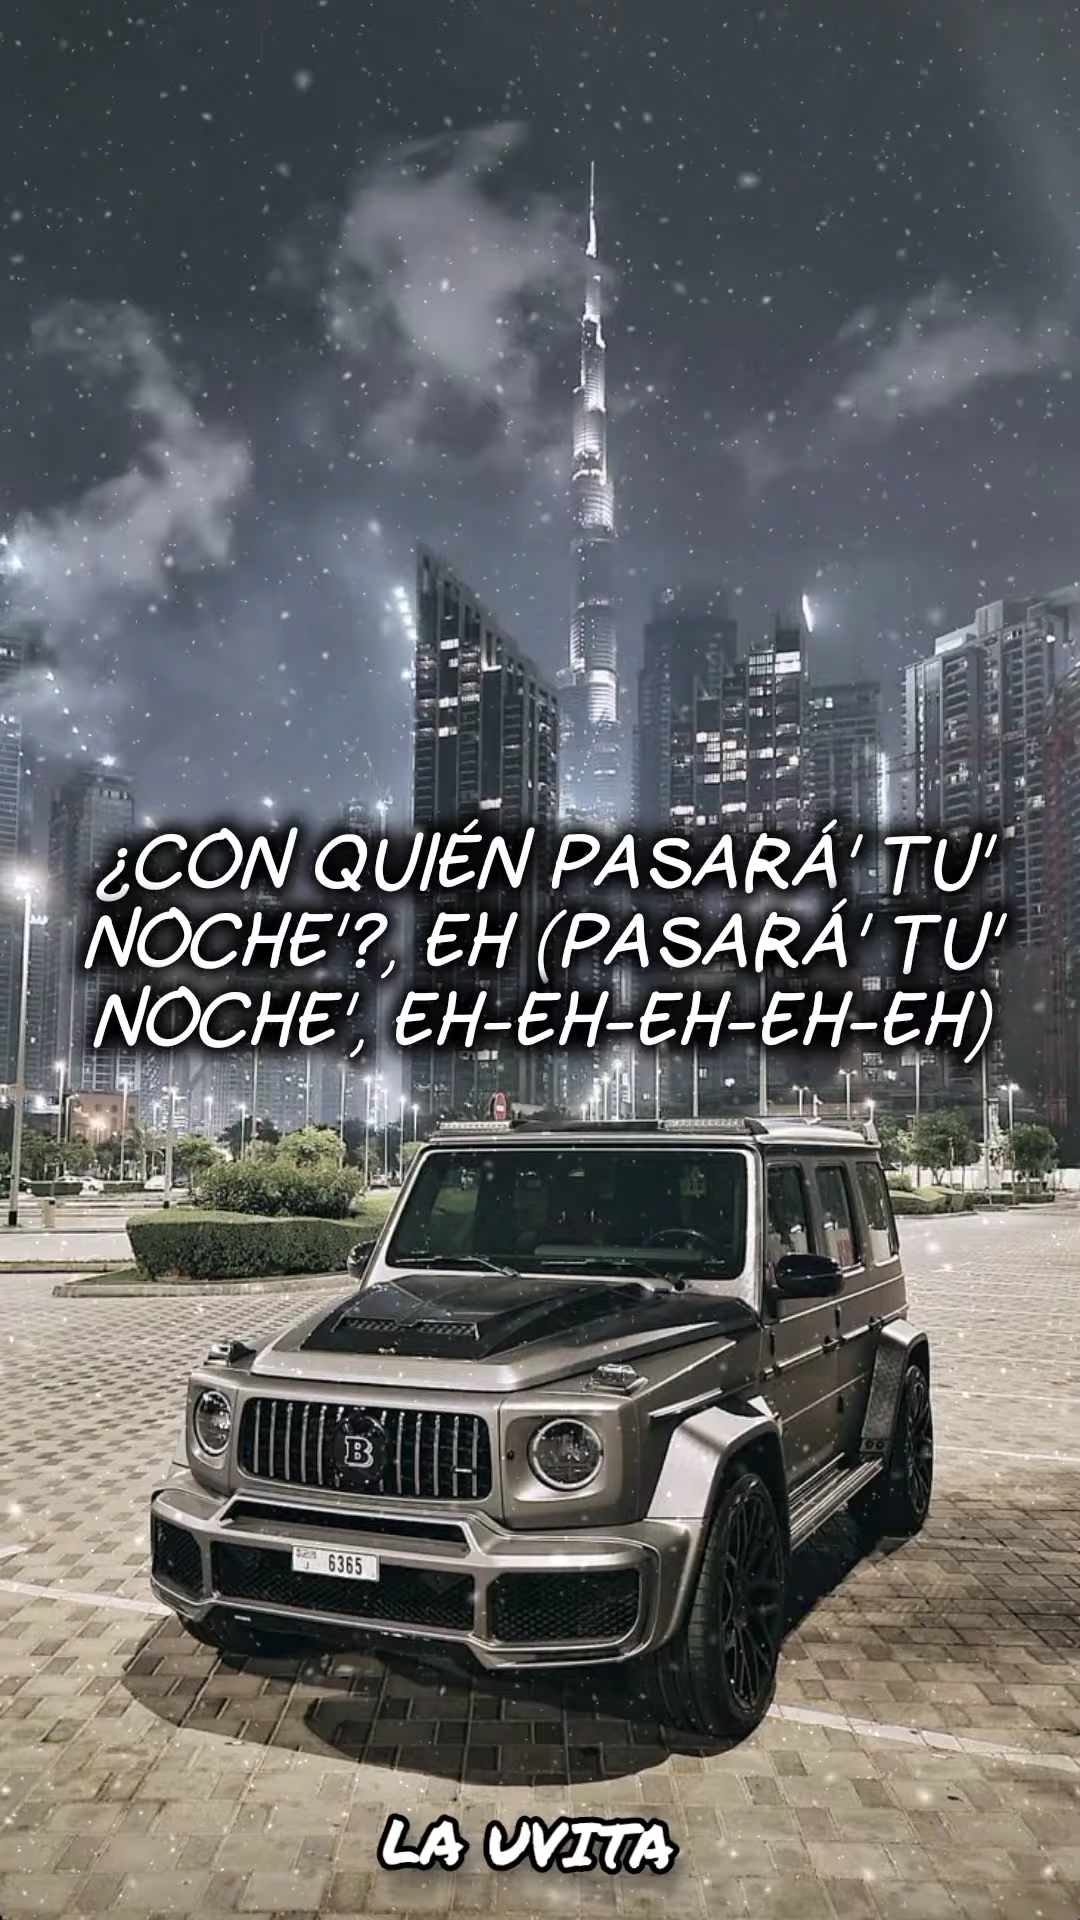 ¿CON QUIÉN PASARÁ' TU'
NOCHE'?, EH (PASARÁ' TU'
NOCHE', EH-EH-EH-EH-EH)
B
6365
LA UVITA